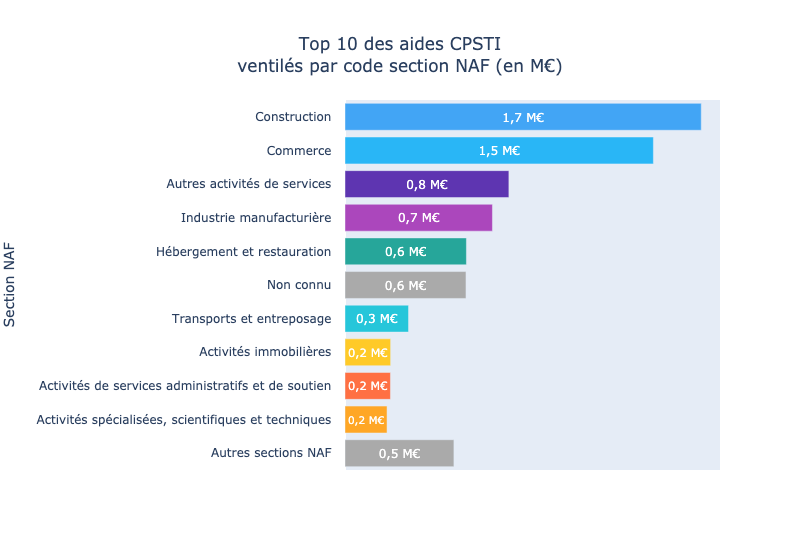 Top 10 des aides CPSTI
ventilés par code section NAF (en M€)
Section NAF
Construction 1,7 M€
Commerce 1,5 M€
Autres activités de services 0,8 M€
Industrie manufacturière 0,7 M€
Hébergement et restauration 0,6 M€
Non connu 0,6 M€
Transports et entreposage 0,3 M€
Activités immobilières 0,2 M€
Activités de services administratifs et de soutien 0,2 M€
Activités spécialisées, scientifiques et techniques 0,2 M€
Autres sections NAF 0,5 M€